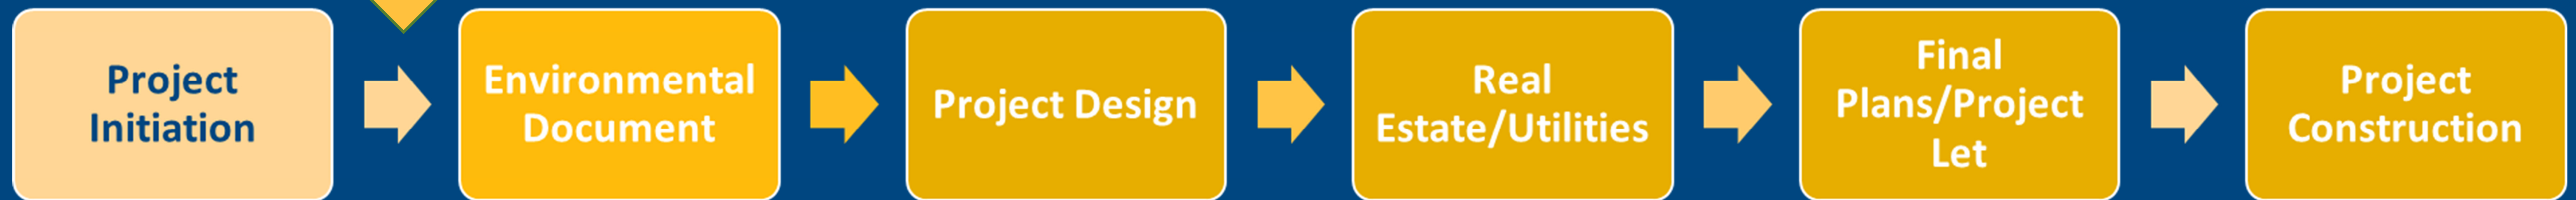 Project
Initiation
Environmental
Document
Project Design
Real
Estate/Utilities
Final
Plans/Project
Let
Project
Construction